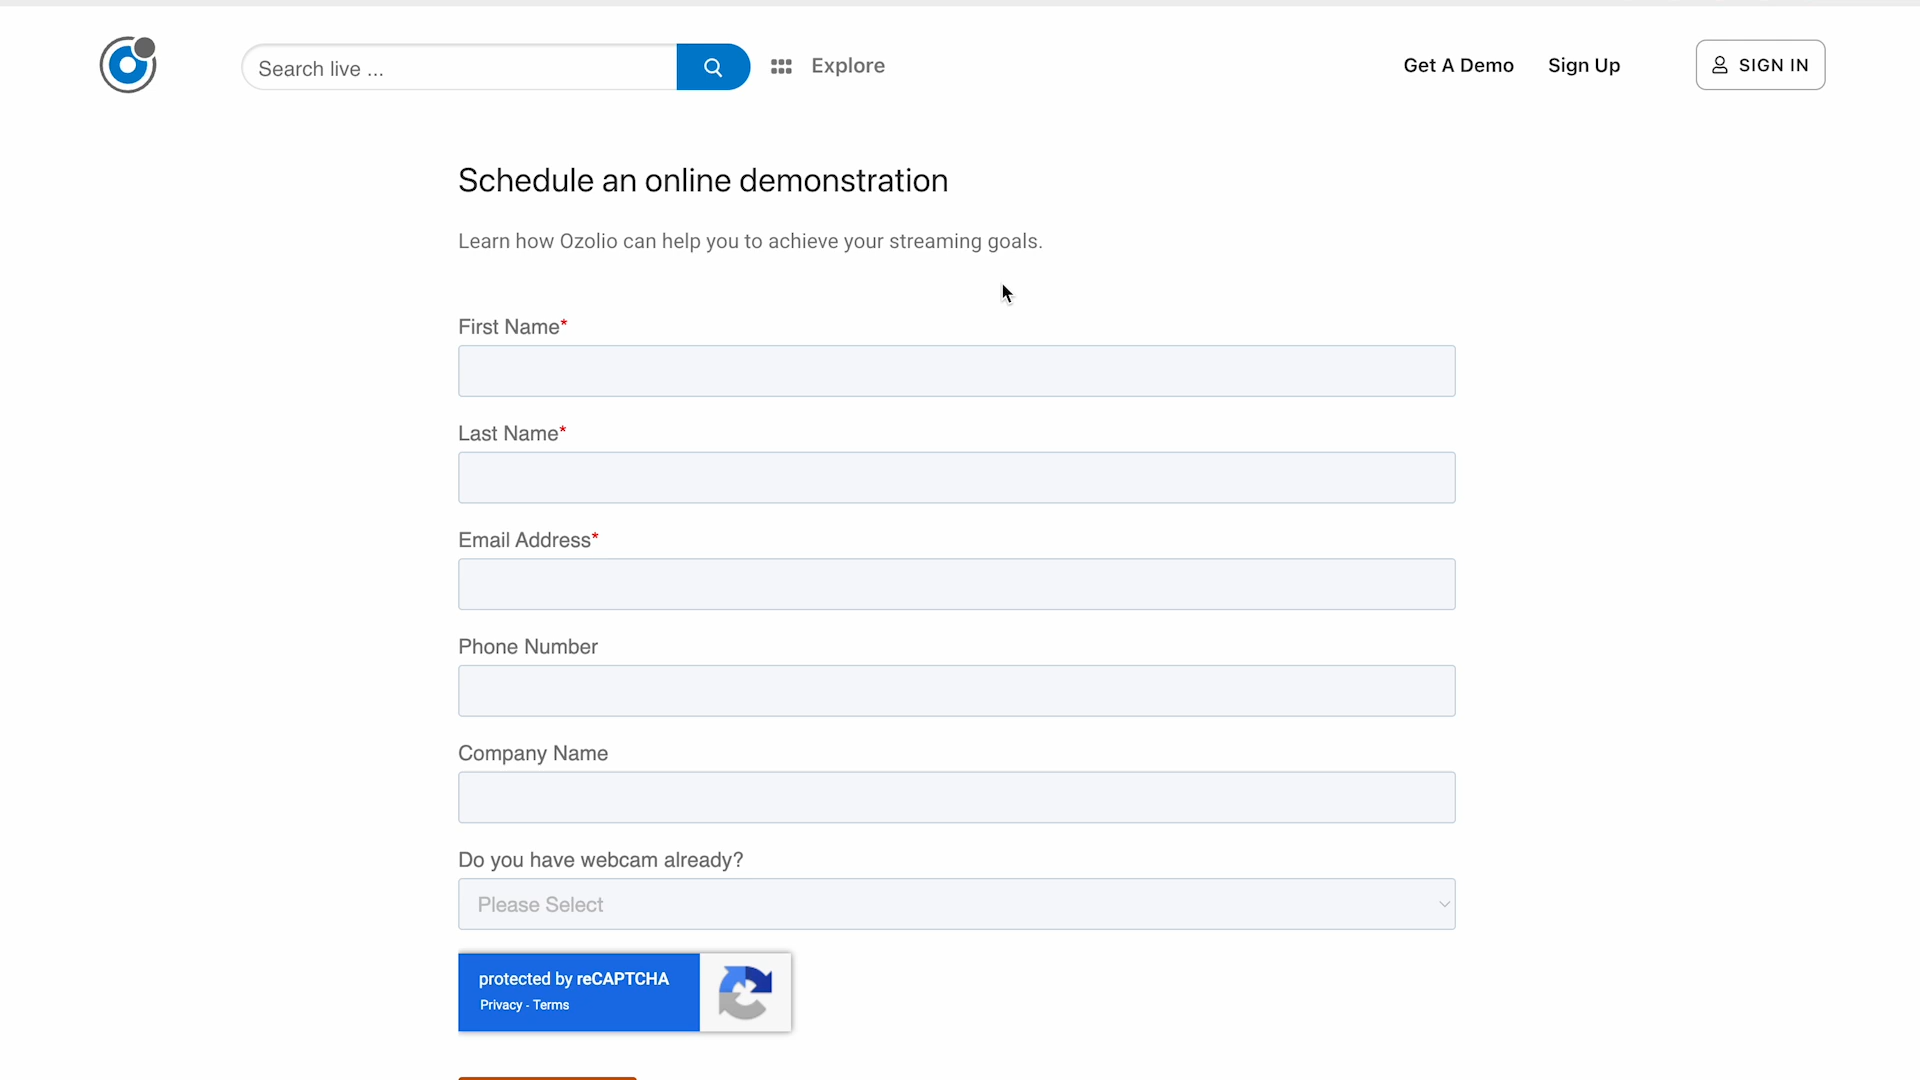 Search live ...
Explore
Get A Demo
Sign Up
SIGN IN
Schedule an online demonstration
Learn how Ozolio can help you to achieve your streaming goals.
First Name*
Last Name*
Email Address*
Phone Number
Company Name
Do you have webcam already?
Please Select
protected by reCAPTCHA
Privacy - Terms